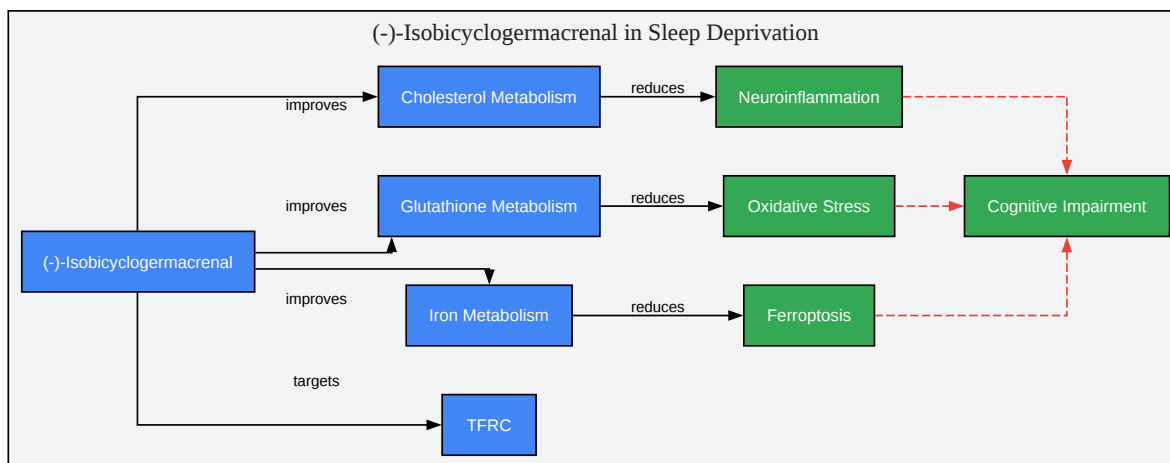 (-)-Isobicyclogermacrenal in Sleep Deprivation
improves
Cholesterol Metabolism
reduces
Neuroinflammation
improves
Glutathione Metabolism
reduces
Oxidative Stress
Cognitive Impairment
(-)-Isobicyclogermacrenal
improves
Iron Metabolism
reduces
Ferroptosis
targets
TFRC